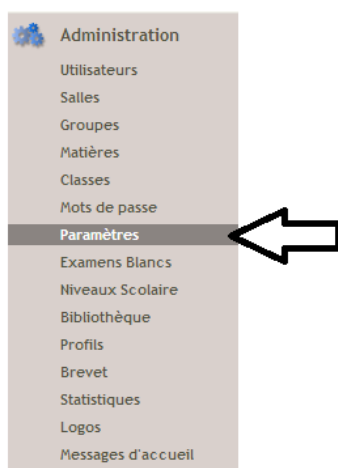 Administration
Utilisateurs
Salles
Groupes
Matières
Classes
Mots de passe
Paramètres
Examens Blancs
Niveaux Scolaire
Bibliothèque
Profils
Brevet
Statistiques
Logos
Messages d'accueil